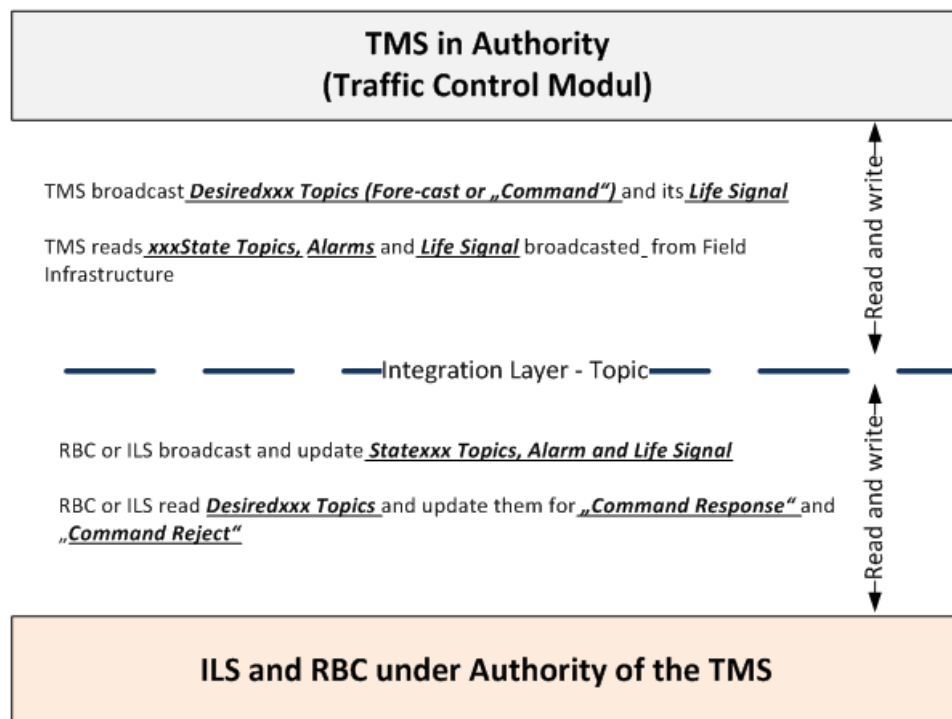 TMS in Authority
(Traffic Control Modul)
TMS broadcast Desiredxxx Topics (Fore-cast or „Command“) and its Life Signal
TMS reads xxxState Topics, Alarms and Life Signal broadcasted from Field
Infrastructure
Read and write
Integration Layer - Topic
RBC or ILS broadcast and update Statexxx Topics, Alarm and Life Signal
RBC or ILS read Desiredxxx Topics and update them for „Command Response“ and
„Command Reject“
Read and write
ILS and RBC under Authority of the TMS